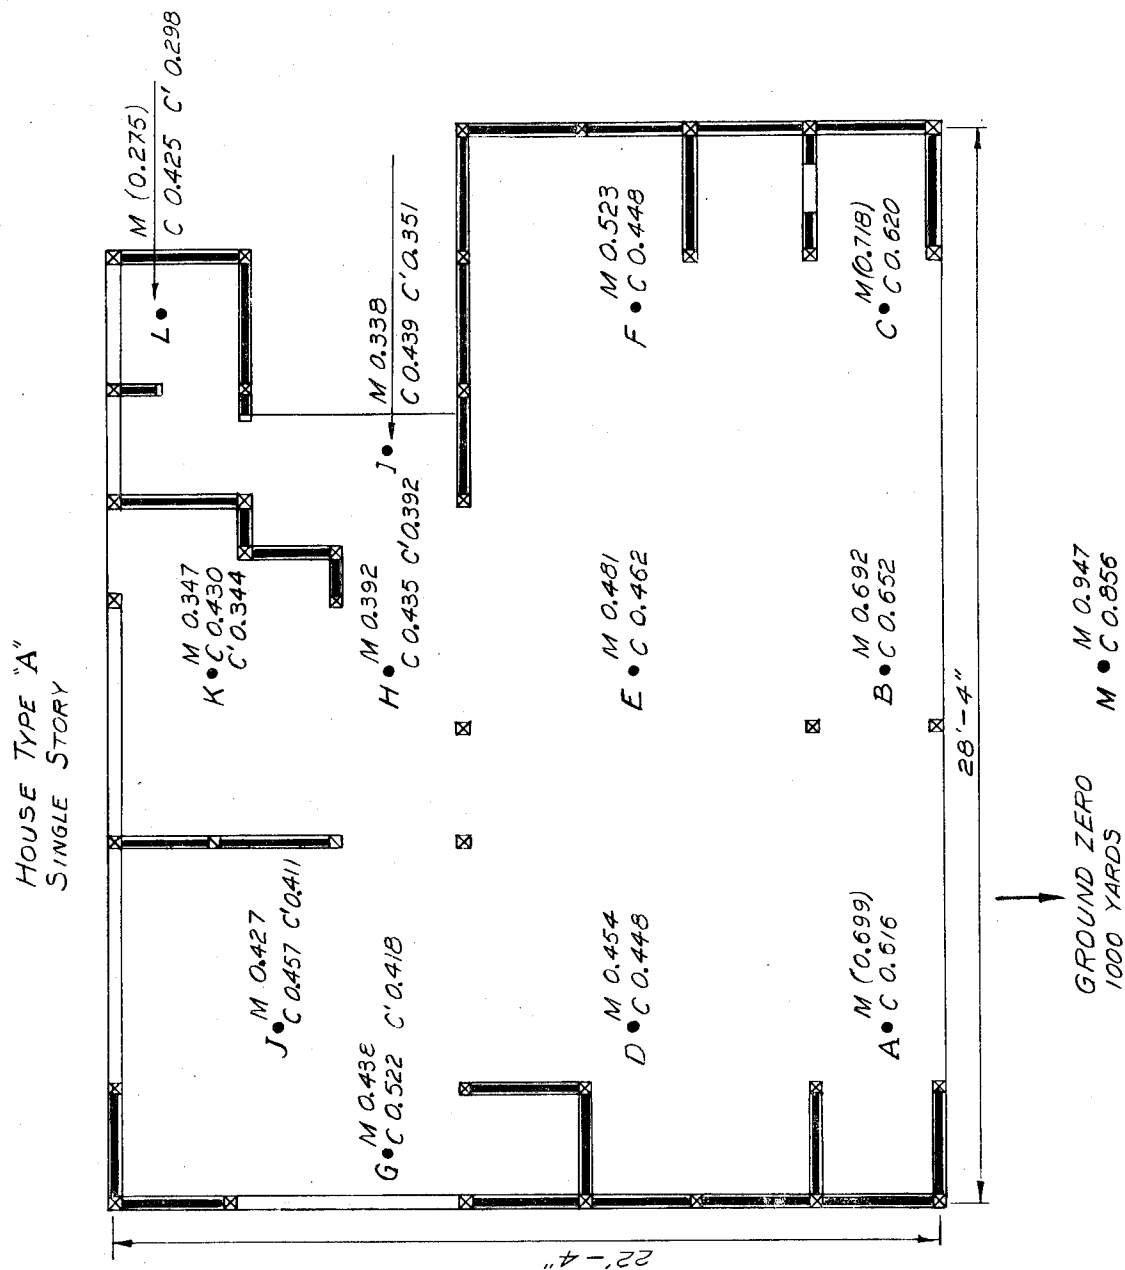 HOUSE TYPE "A"
SINGLE STORY
M (0.275)
C 0.425 C' 0.298
L
M 0.338
C 0.439 C' 0.351
I
M 0.347
K C 0.430
C' 0.344
M 0.392
H
C 0.435 C' 0.392
M 0.427
J
C 0.457 C' 0.411
M 0.438
G C 0.522 C' 0.418
M 0.523
F C 0.448
M 0.481
E C 0.462
M 0.454
D C 0.448
M(0.718)
C C 0.620
M 0.692
B C 0.652
M (0.699)
A C 0.616
28'-4"
22'-4"
GROUND ZERO
1000 YARDS
M 0.947
M C 0.856